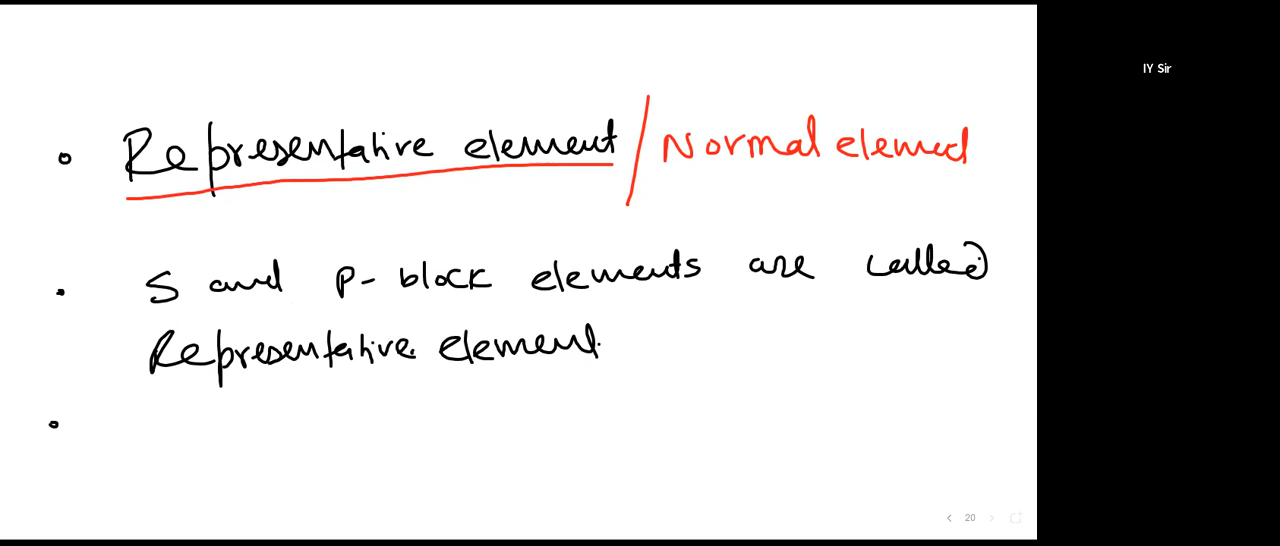 Representative element / Normal element
S and p-block elements are called
Representative element.
IY Sir
20